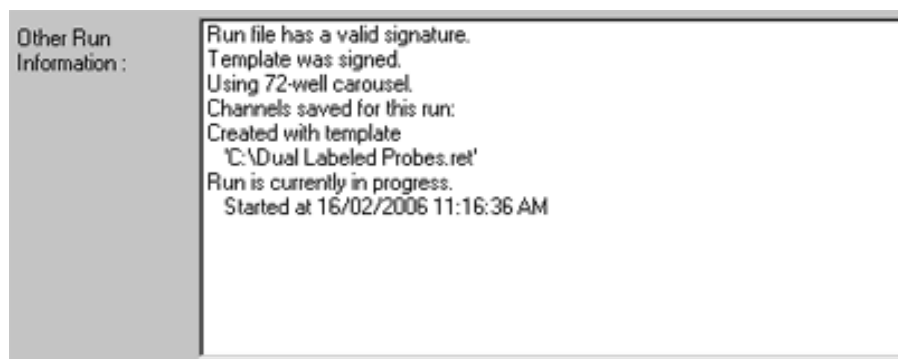 Other Run
Information :
Run file has a valid signature.
Template was signed.
Using 72-well carousel.
Channels saved for this run:
Created with template
'C:\Dual Labeled Probes.ret'
Run is currently in progress.
Started at 16/02/2006 11:16:36 AM